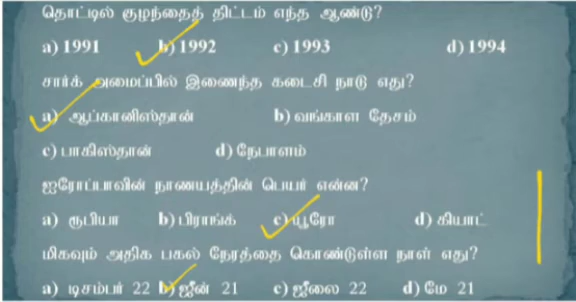 தொட்டில் குழந்தைத் திட்டம் எந்த ஆண்டு?
a) 1991 b) 1992 c) 1993 d) 1994
சார்க் அமைப்பில் இணைந்த கடைசி நாடு எது?
a) ஆப்கானிஸ்தான் b) வங்காள தேசம்
c) பாகிஸ்தான் d) நேபாளம்
ஐரோப்பாவின் நாணயத்தின் பெயர் என்ன?
a) ரூபியா b) பிராங்க் c) யூரோ d) கியாட்
மிகவும் அதிக பகல் நேரத்தை கொண்டுள்ள நாள் எது?
a) டிசம்பர் 22 b) ஜீன் 21 c) ஜீலை 22 d) மே 21